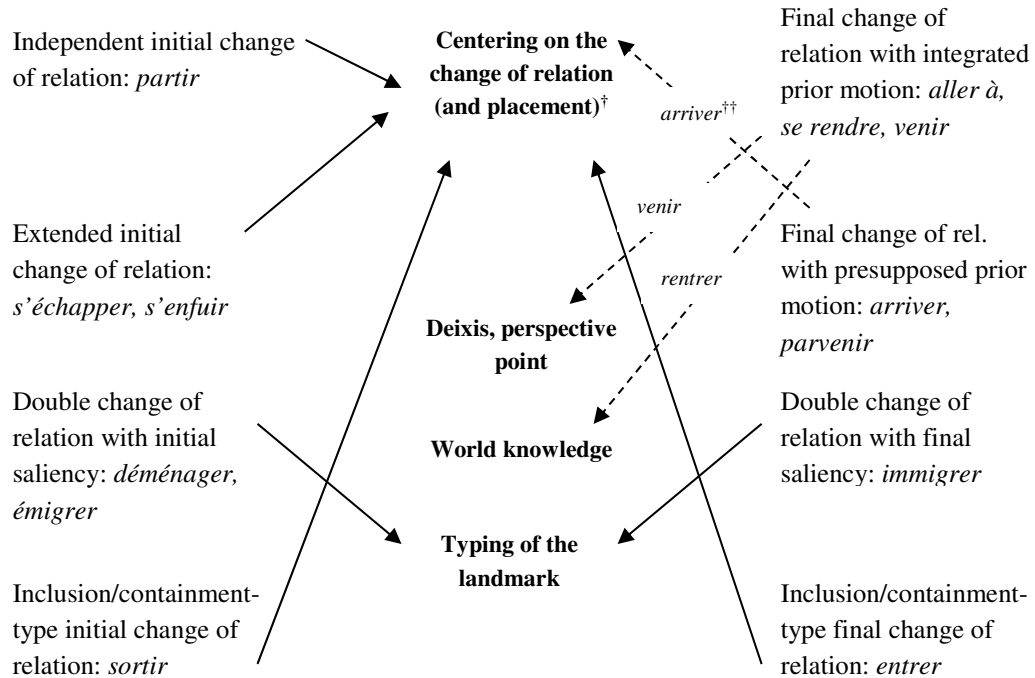 Independent initial change
of relation: partir
Extended initial
change of relation:
s’échapper, s’enfuir
Double change of
relation with initial
saliency: déménager,
émigrer
Inclusion/containment-
type initial change of
relation: sortir
Centering on the
change of relation
(and placement)†
arriver††
venir
rentrer
Deixis, perspective
point
World knowledge
Typing of the
landmark
Final change of
relation with integrated
prior motion: aller à,
se rendre, venir
Final change of rel.
with presupposed prior
motion: arriver,
parvenir
Double change of
relation with final
saliency: immigrer
Inclusion/containment-
type final change of
relation: entrer